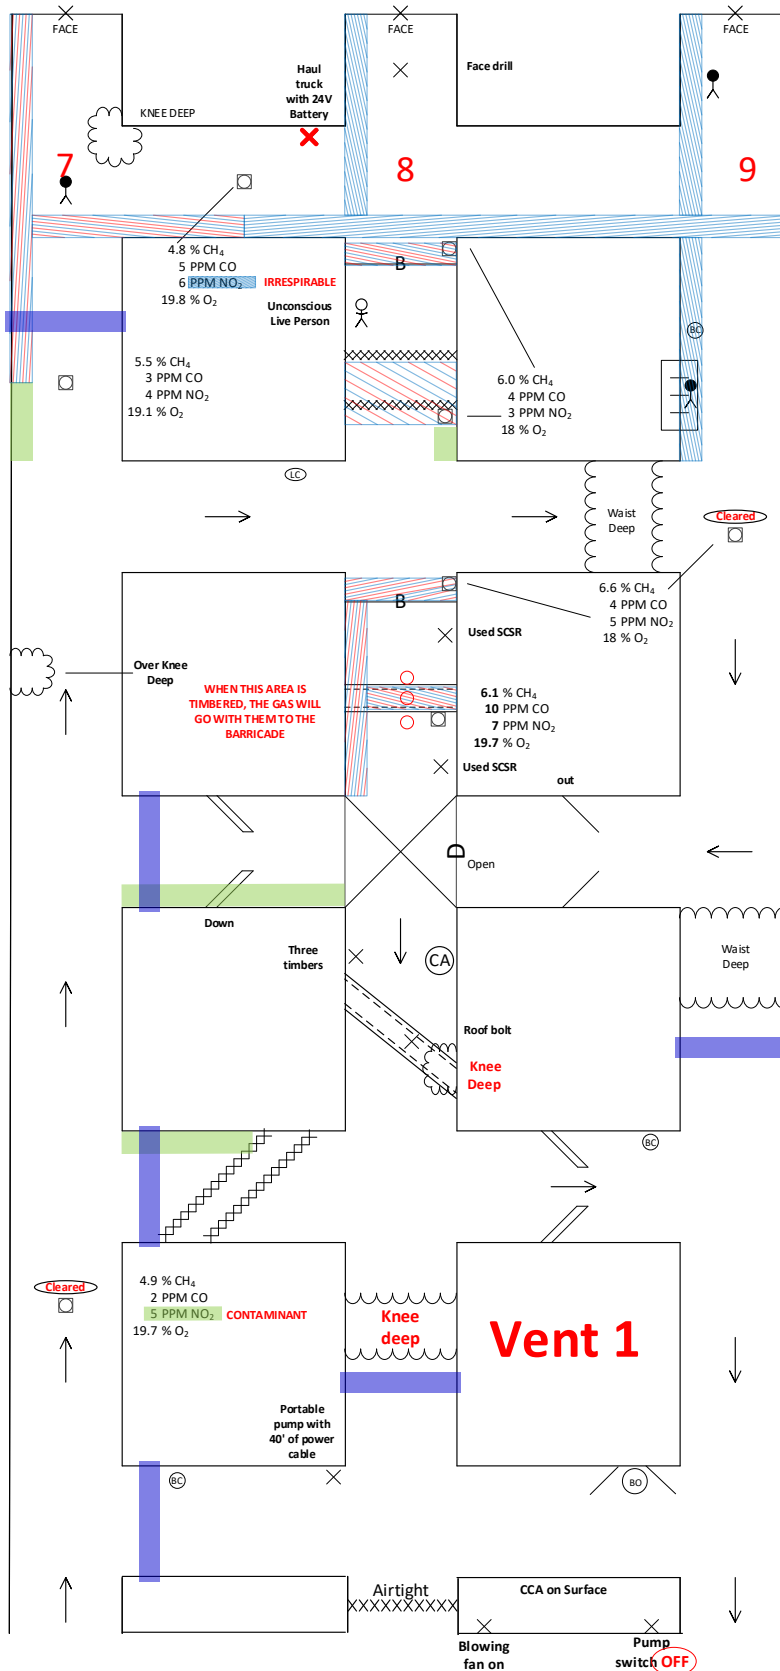 FACE
FACE
FACE
Haul
truck
with 24V
Battery
Face drill
KNEE DEEP
7
8
9
4.8 % CH₄
5 PPM CO
6 PPM NO₂ IRRESPIRABLE
19.8 % O₂
B
Unconscious
Live Person
BC
5.5 % CH₄
3 PPM CO
4 PPM NO₂
19.1 % O₂
6.0 % CH₄
4 PPM CO
3 PPM NO₂
18 % O₂
LC
Waist
Deep
Cleared
6.6 % CH₄
4 PPM CO
5 PPM NO₂
18 % O₂
B
Used SCSR
Over Knee
Deep
WHEN THIS AREA IS
TIMBERED, THE GAS WILL
GO WITH THEM TO THE
BARRICADE
6.1 % CH₄
10 PPM CO
7 PPM NO₂
19.7 % O₂
Used SCSR
out
D
Open
Down
Three
timbers
CA
Waist
Deep
Roof bolt
Knee
Deep
BC
Cleared
4.9 % CH₄
2 PPM CO
5 PPM NO₂ CONTAMINANT
19.7 % O₂
Knee
deep
Vent 1
Portable
pump with
40' of power
cable
BC
BO
Airtight
CCA on Surface
Blowing
fan on
Pump
switch OFF